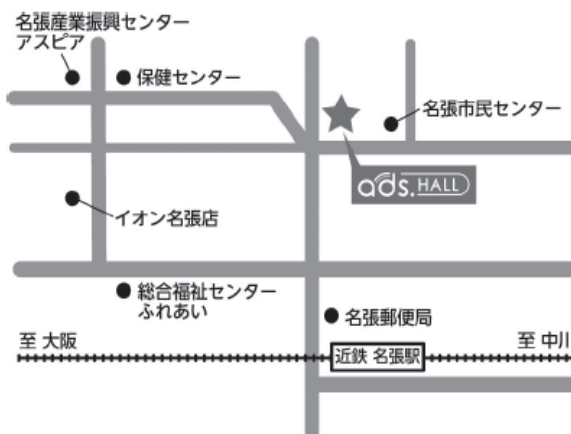 名張産業振興センター
アスピア
保健センター
名張市民センター
ads.HALL
イオン名張店
総合福祉センター
ふれあい
名張郵便局
至 大阪
近鉄 名張駅
至 中川